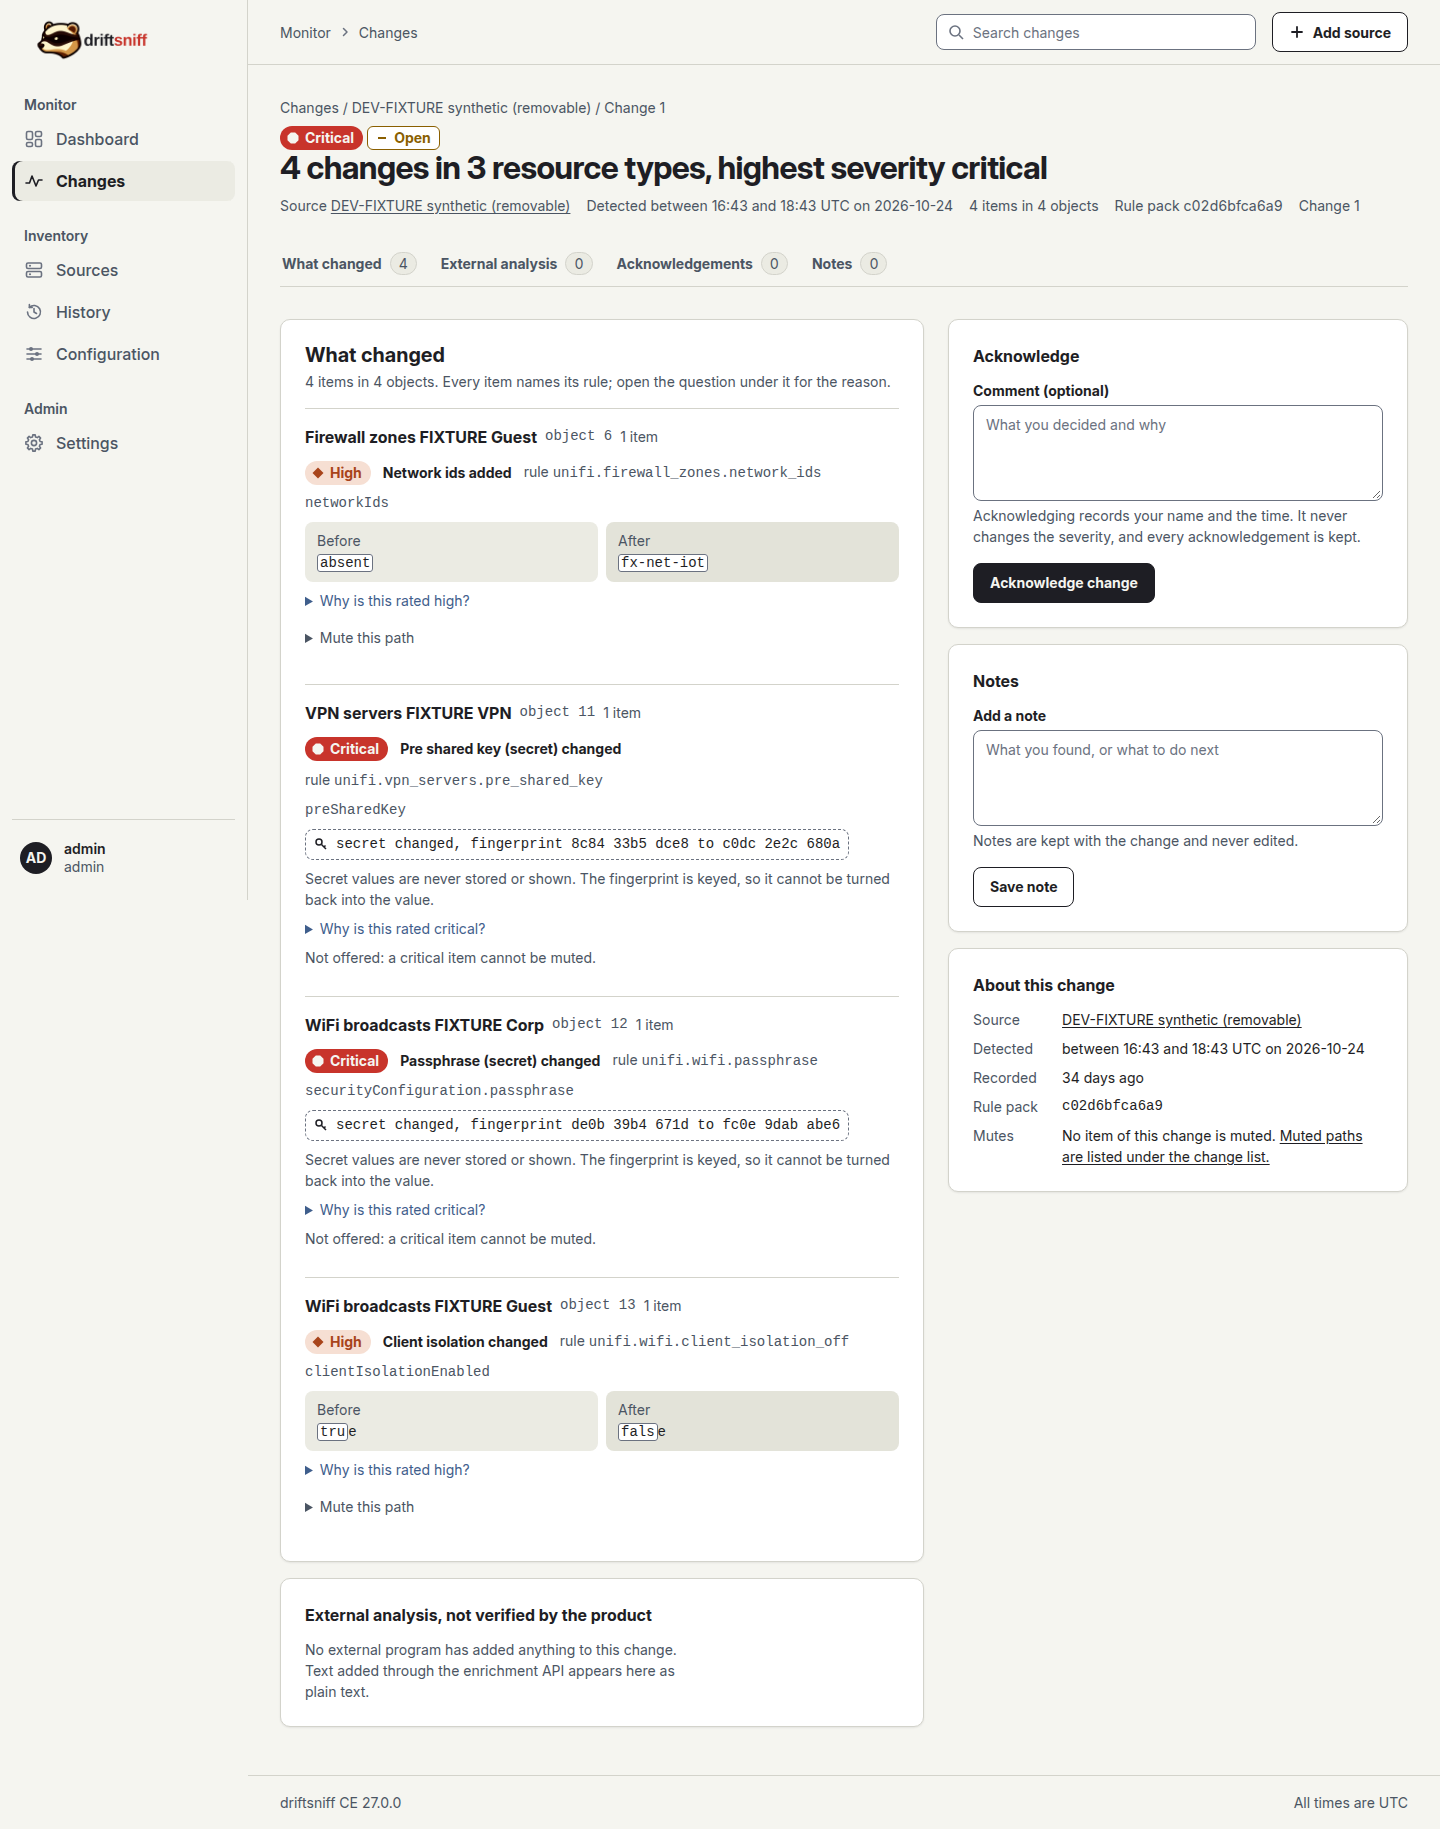 driftsniff
Monitor
Dashboard
Changes
Inventory
Sources
History
Configuration
Admin
Settings
AD
admin
admin
Monitor > Changes
Search changes
Add source
Changes / DEV-FIXTURE synthetic (removable) / Change 1
Critical
Open
4 changes in 3 resource types, highest severity critical
Source DEV-FIXTURE synthetic (removable) Detected between 16:43 and 18:43 UTC on 2026-10-24 4 items in 4 objects Rule pack c02d6bfca6a9 Change 1
What changed 4 External analysis 0 Acknowledgements 0 Notes 0
What changed
4 items in 4 objects. Every item names its rule; open the question under it for the reason.
Firewall zones FIXTURE Guest object 6 1 item
High Network ids added rule unifi.firewall_zones.network_ids
networkIds
Before
absent
After
fx-net-iot
Why is this rated high?
Mute this path
VPN servers FIXTURE VPN object 11 1 item
Critical Pre shared key (secret) changed
rule unifi.vpn_servers.pre_shared_key
preSharedKey
secret changed, fingerprint 8c84 33b5 dce8 to c0dc 2e2c 680a
Secret values are never stored or shown. The fingerprint is keyed, so it cannot be turned
back into the value.
Why is this rated critical?
Not offered: a critical item cannot be muted.
WiFi broadcasts FIXTURE Corp object 12 1 item
Critical Passphrase (secret) changed rule unifi.wifi.passphrase
securityConfiguration.passphrase
secret changed, fingerprint de0b 39b4 671d to fc0e 9dab abe6
Secret values are never stored or shown. The fingerprint is keyed, so it cannot be turned
back into the value.
Why is this rated critical?
Not offered: a critical item cannot be muted.
WiFi broadcasts FIXTURE Guest object 13 1 item
High Client isolation changed rule unifi.wifi.client_isolation_off
clientIsolationEnabled
Before
true
After
false
Why is this rated high?
Mute this path
External analysis, not verified by the product
No external program has added anything to this change.
Text added through the enrichment API appears here as
plain text.
Acknowledge
Comment (optional)
What you decided and why
Acknowledging records your name and the time. It never
changes the severity, and every acknowledgement is kept.
Acknowledge change
Notes
Add a note
What you found, or what to do next
Notes are kept with the change and never edited.
Save note
About this change
Source DEV-FIXTURE synthetic (removable)
Detected between 16:43 and 18:43 UTC on 2026-10-24
Recorded 34 days ago
Rule pack c02d6bfca6a9
Mutes No item of this change is muted. Muted paths
are listed under the change list.
driftsniff CE 27.0.0
All times are UTC